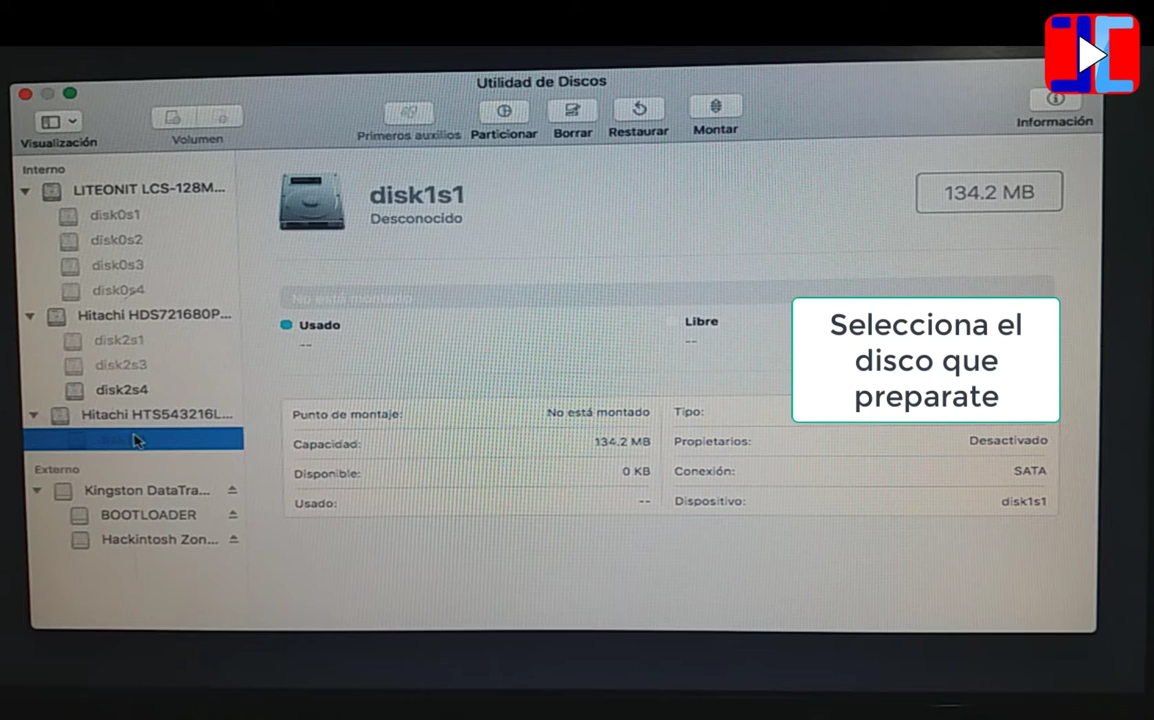 Utilidad de Discos
Visualización
Volumen
Primeros auxilios
Particionar
Borrar
Restaurar
Montar
Información
Interno
LITEONIT LCS-128M...
disk0s1
disk0s2
disk0s3
disk0s4
Hitachi HDS721680P...
disk2s1
disk2s3
disk2s4
Hitachi HTS543216L...
Externo
Kingston DataTra...
BOOTLOADER
Hackintosh Zon...
disk1s1
Desconocido
134.2 MB
No está montado
Usado
--
Libre
--
Selecciona el
disco que
preparate
Punto de montaje: No está montado
Capacidad: 134.2 MB
Disponible: 0 KB
Usado: --
Tipo:
Propietarios: Desactivado
Conexión: SATA
Dispositivo: disk1s1